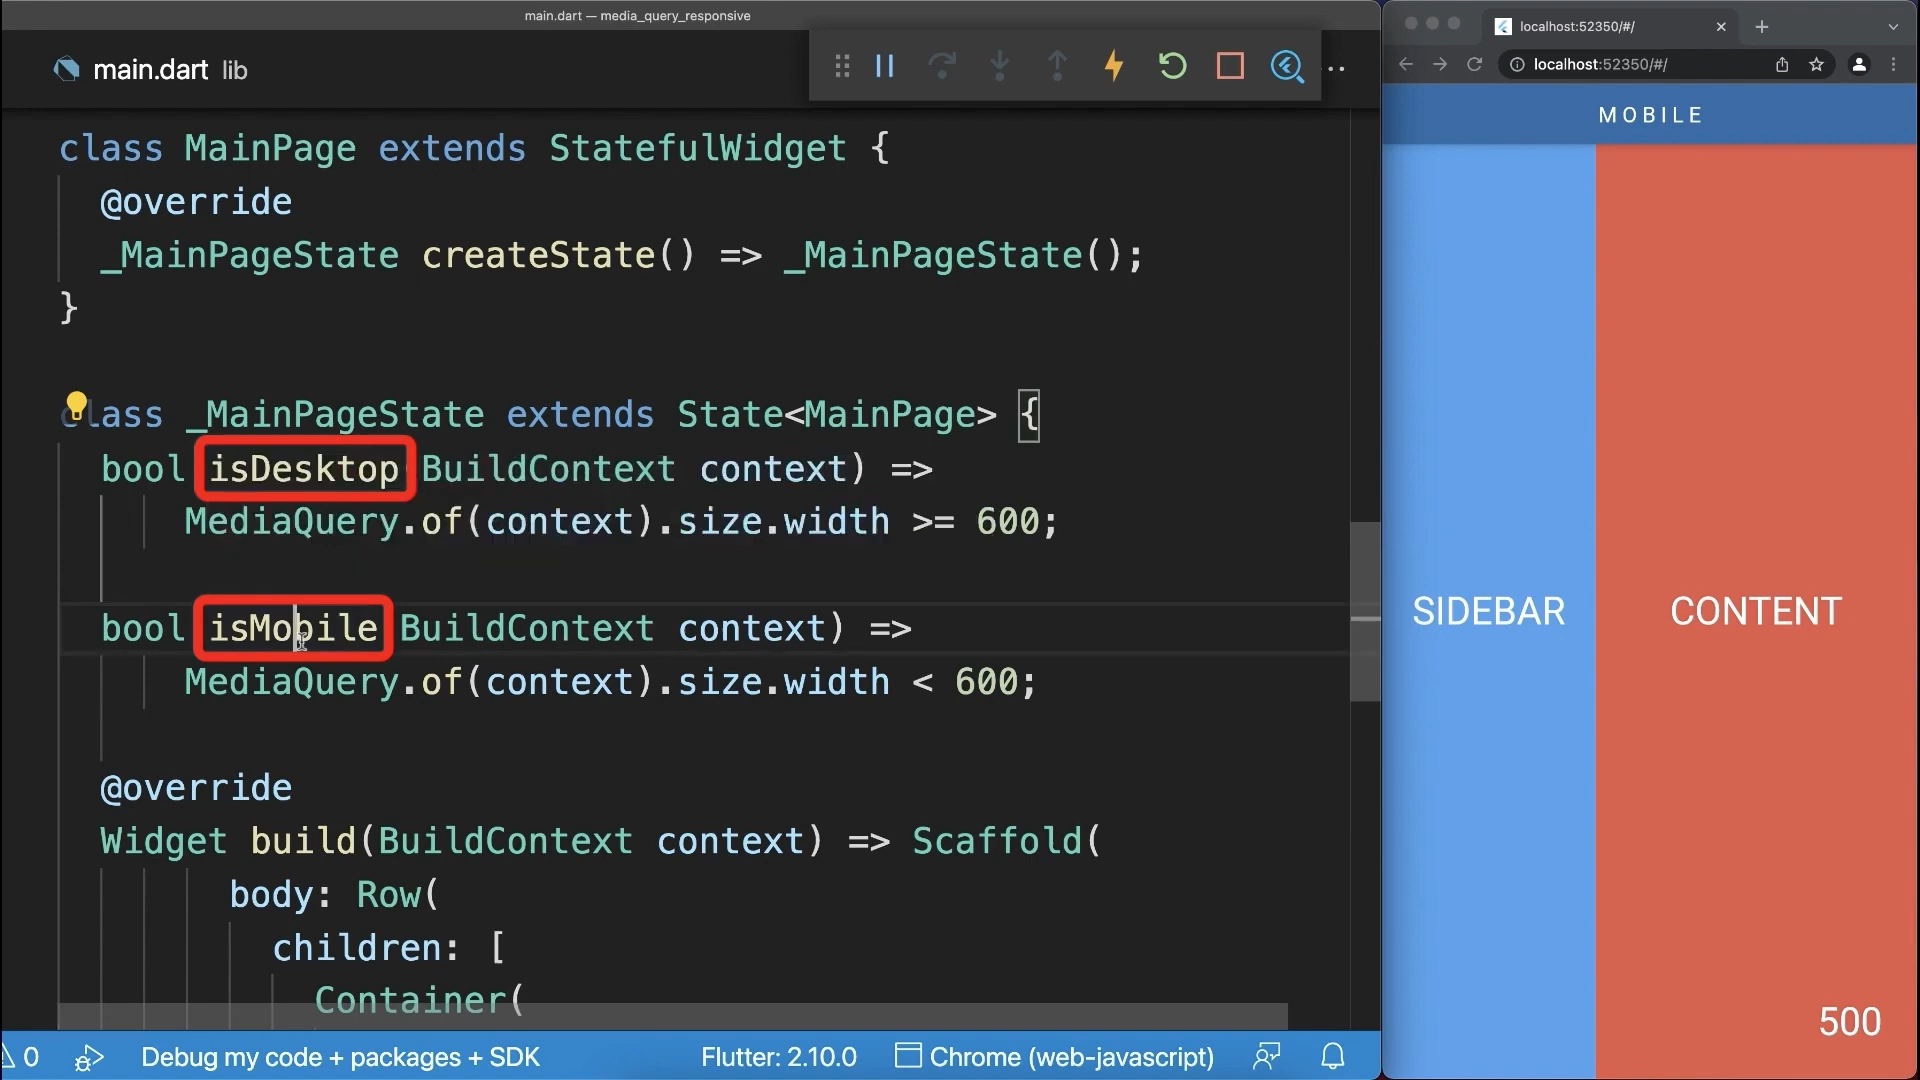 main.dart — media_query_responsive
main.dart lib
class MainPage extends StatefulWidget {
@override
_MainPageState createState() => _MainPageState();
}
class _MainPageState extends State<MainPage> {
bool isDesktop BuildContext context) =>
MediaQuery.of(context).size.width >= 600;
bool isMobile BuildContext context) =>
MediaQuery.of(context).size.width < 600;
@override
Widget build(BuildContext context) => Scaffold(
body: Row(
children: [
Container(
0 Debug my code + packages + SDK Flutter: 2.10.0 Chrome (web-javascript)
localhost:52350/#/
localhost:52350/#/
MOBILE
SIDEBAR CONTENT
500